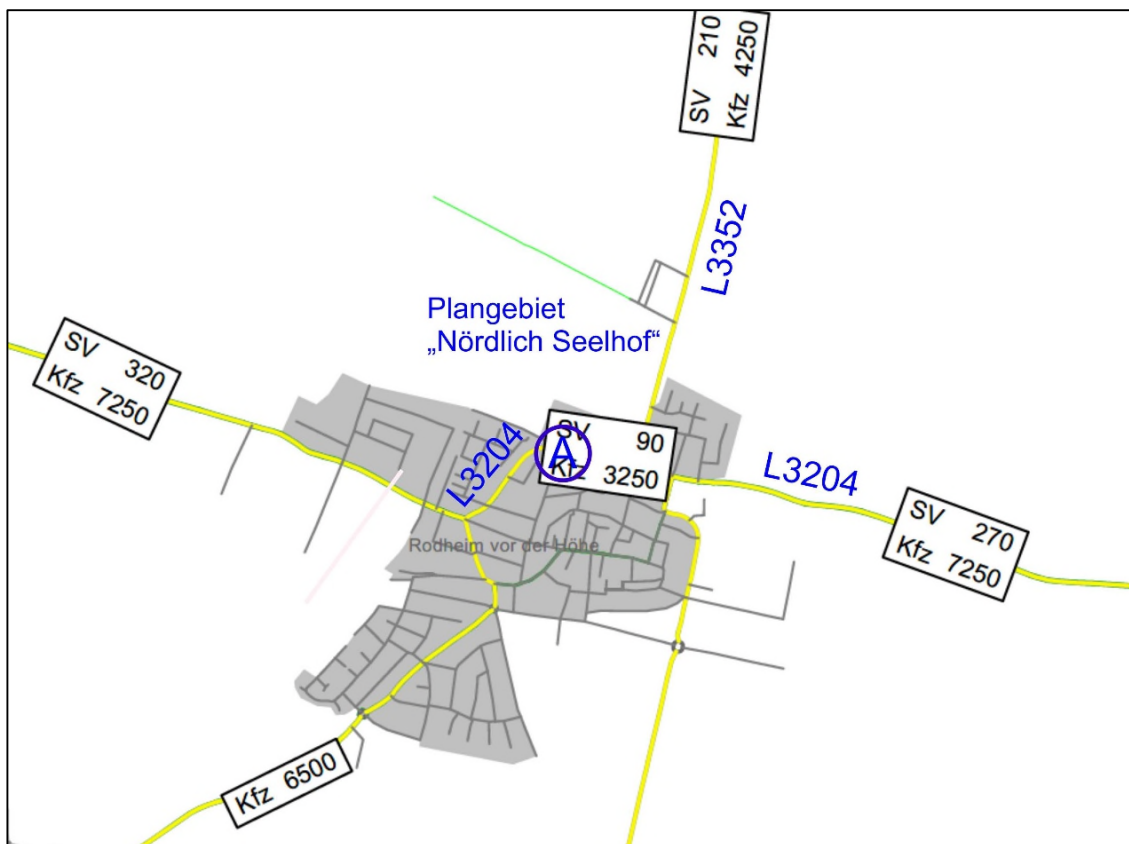 SV 210
Kfz 4250
L3352
Plangebiet
„Nördlich Seelhof“
SV 320
Kfz 7250
L3204
A
SV 90
Kfz 3250
L3204
SV 270
Kfz 7250
Rodheim vor der Höhe
Kfz 6500